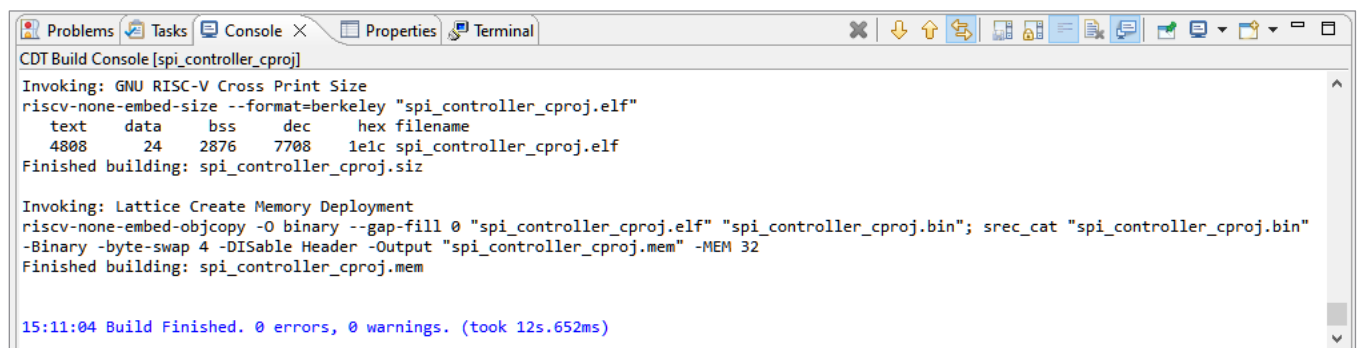 Problems Tasks Console Properties Terminal
CDT Build Console [spi_controller_cproj]
Invoking: GNU RISC-V Cross Print Size
riscv-none-embed-size --format=berkeley "spi_controller_cproj.elf"
   text    data     bss     dec     hex filename
   4808      24    2876    7708    1e1c spi_controller_cproj.elf
Finished building: spi_controller_cproj.siz
Invoking: Lattice Create Memory Deployment
riscv-none-embed-objcopy -O binary --gap-fill 0 "spi_controller_cproj.elf" "spi_controller_cproj.bin"; srec_cat "spi_controller_cproj.bin"
-Binary -byte-swap 4 -DISable Header -Output "spi_controller_cproj.mem" -MEM 32
Finished building: spi_controller_cproj.mem
15:11:04 Build Finished. 0 errors, 0 warnings. (took 12s.652ms)